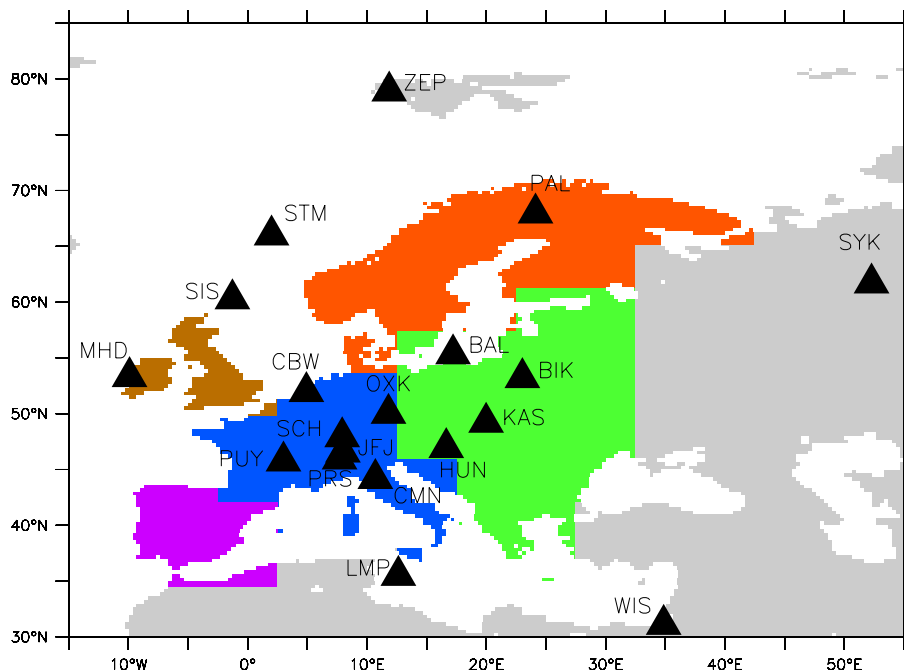 80°N
ZEP
70°N
PAL
STM
SYK
60°N
SIS
MHD
CBW
BAL
OXK
BIK
50°N
SCH
KAS
JFJ
PUY
HUN
PRS
CMN
40°N
LMP
WIS
30°N
10°W 0° 10°E 20°E 30°E 40°E 50°E